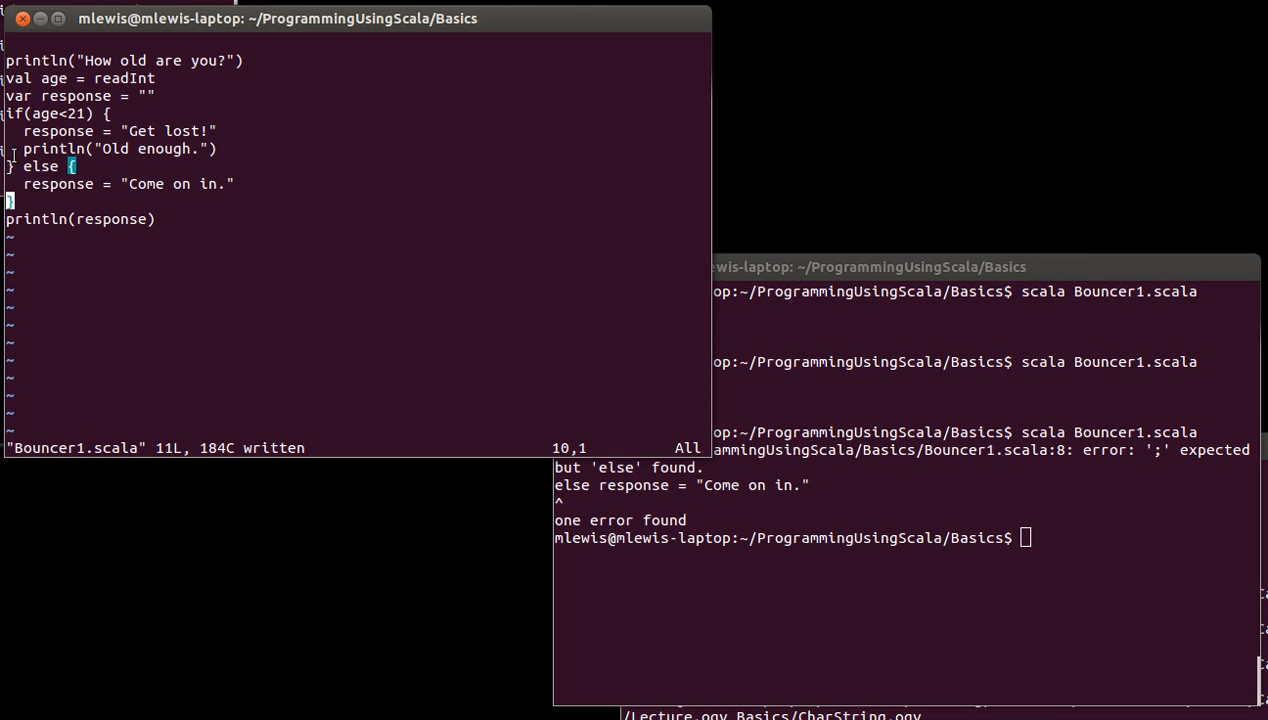 mlewis@mlewis-laptop: ~/ProgrammingUsingScala/Basics
println("How old are you?")
val age = readInt
var response = ""
if(age<21) {
  response = "Get lost!"
  println("Old enough.")
} else {
  response = "Come on in."
}
println(response)
~
~
~
~
~
~
~
~
~
~
~
~
"Bouncer1.scala" 11L, 184C written 10,1 All
lewis-laptop: ~/ProgrammingUsingScala/Basics
op:~/ProgrammingUsingScala/Basics$ scala Bouncer1.scala
op:~/ProgrammingUsingScala/Basics$ scala Bouncer1.scala
op:~/ProgrammingUsingScala/Basics$ scala Bouncer1.scala
ammingUsingScala/Basics/Bouncer1.scala:8: error: ';' expected
but 'else' found.
else response = "Come on in."
^
one error found
mlewis@mlewis-laptop:~/ProgrammingUsingScala/Basics$
/Lecture.ogv Basics/CharString.ogv